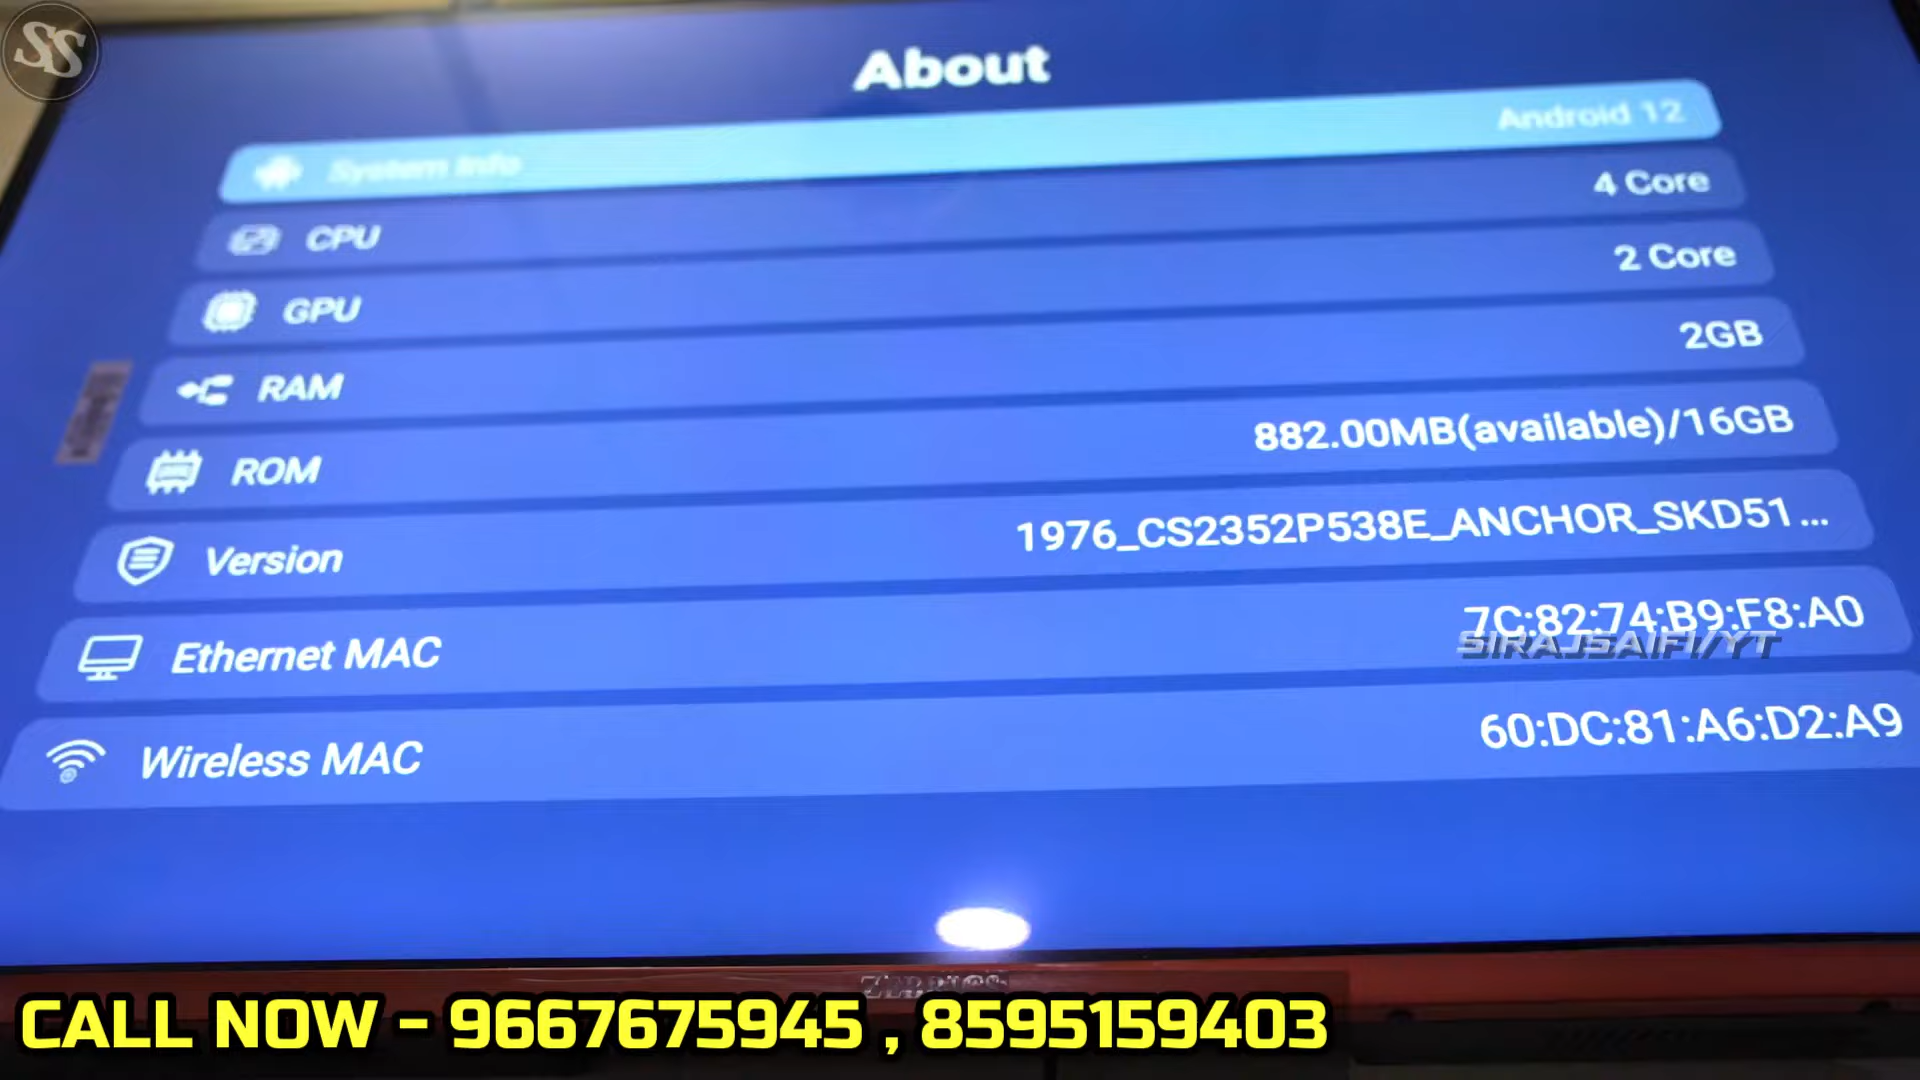 SS
About
System Info Android 12
CPU 4 Core
GPU 2 Core
RAM 2GB
ROM 882.00MB(available)/16GB
Version 1976_CS2352P538E_ANCHOR_SKD51...
Ethernet MAC 7C:82:74:B9:F8:A0
SIRAJSAIFI/YT
Wireless MAC 60:DC:81:A6:D2:A9
CALL NOW - 9667675945 , 8595159403